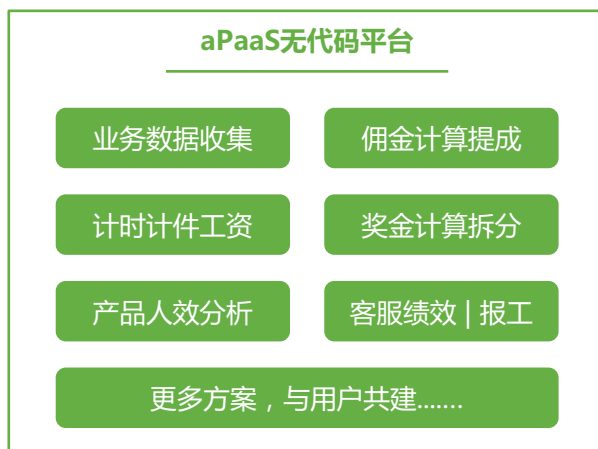 aPaaS无代码平台
业务数据收集 佣金计算提成
计时计件工资 奖金计算拆分
产品人效分析 客服绩效 | 报工
更多方案，与用户共建.......